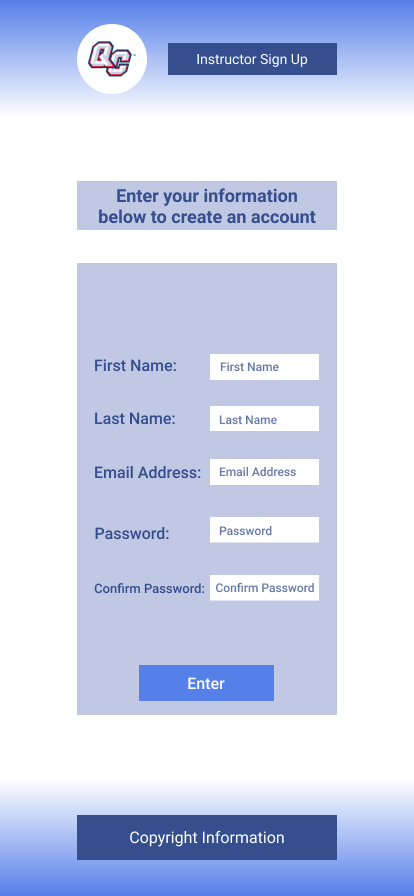 QC
Instructor Sign Up
Enter your information
below to create an account
First Name:
First Name
Last Name:
Last Name
Email Address:
Email Address
Password:
Password
Confirm Password:
Confirm Password
Enter
Copyright Information